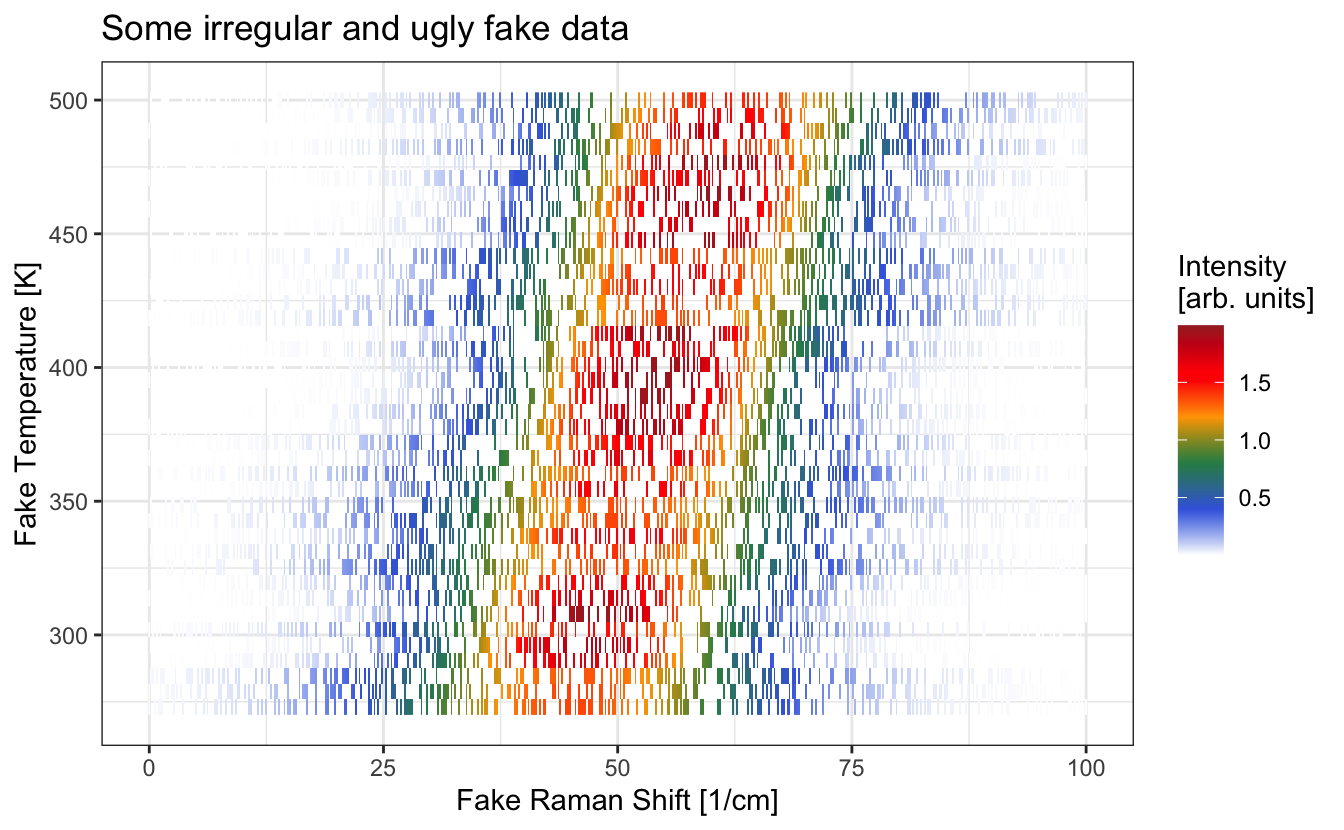 Some irregular and ugly fake data
500
450
400
350
300
Fake Temperature [K]
0 25 50 75 100
Fake Raman Shift [1/cm]
Intensity
[arb. units]
1.5
1.0
0.5